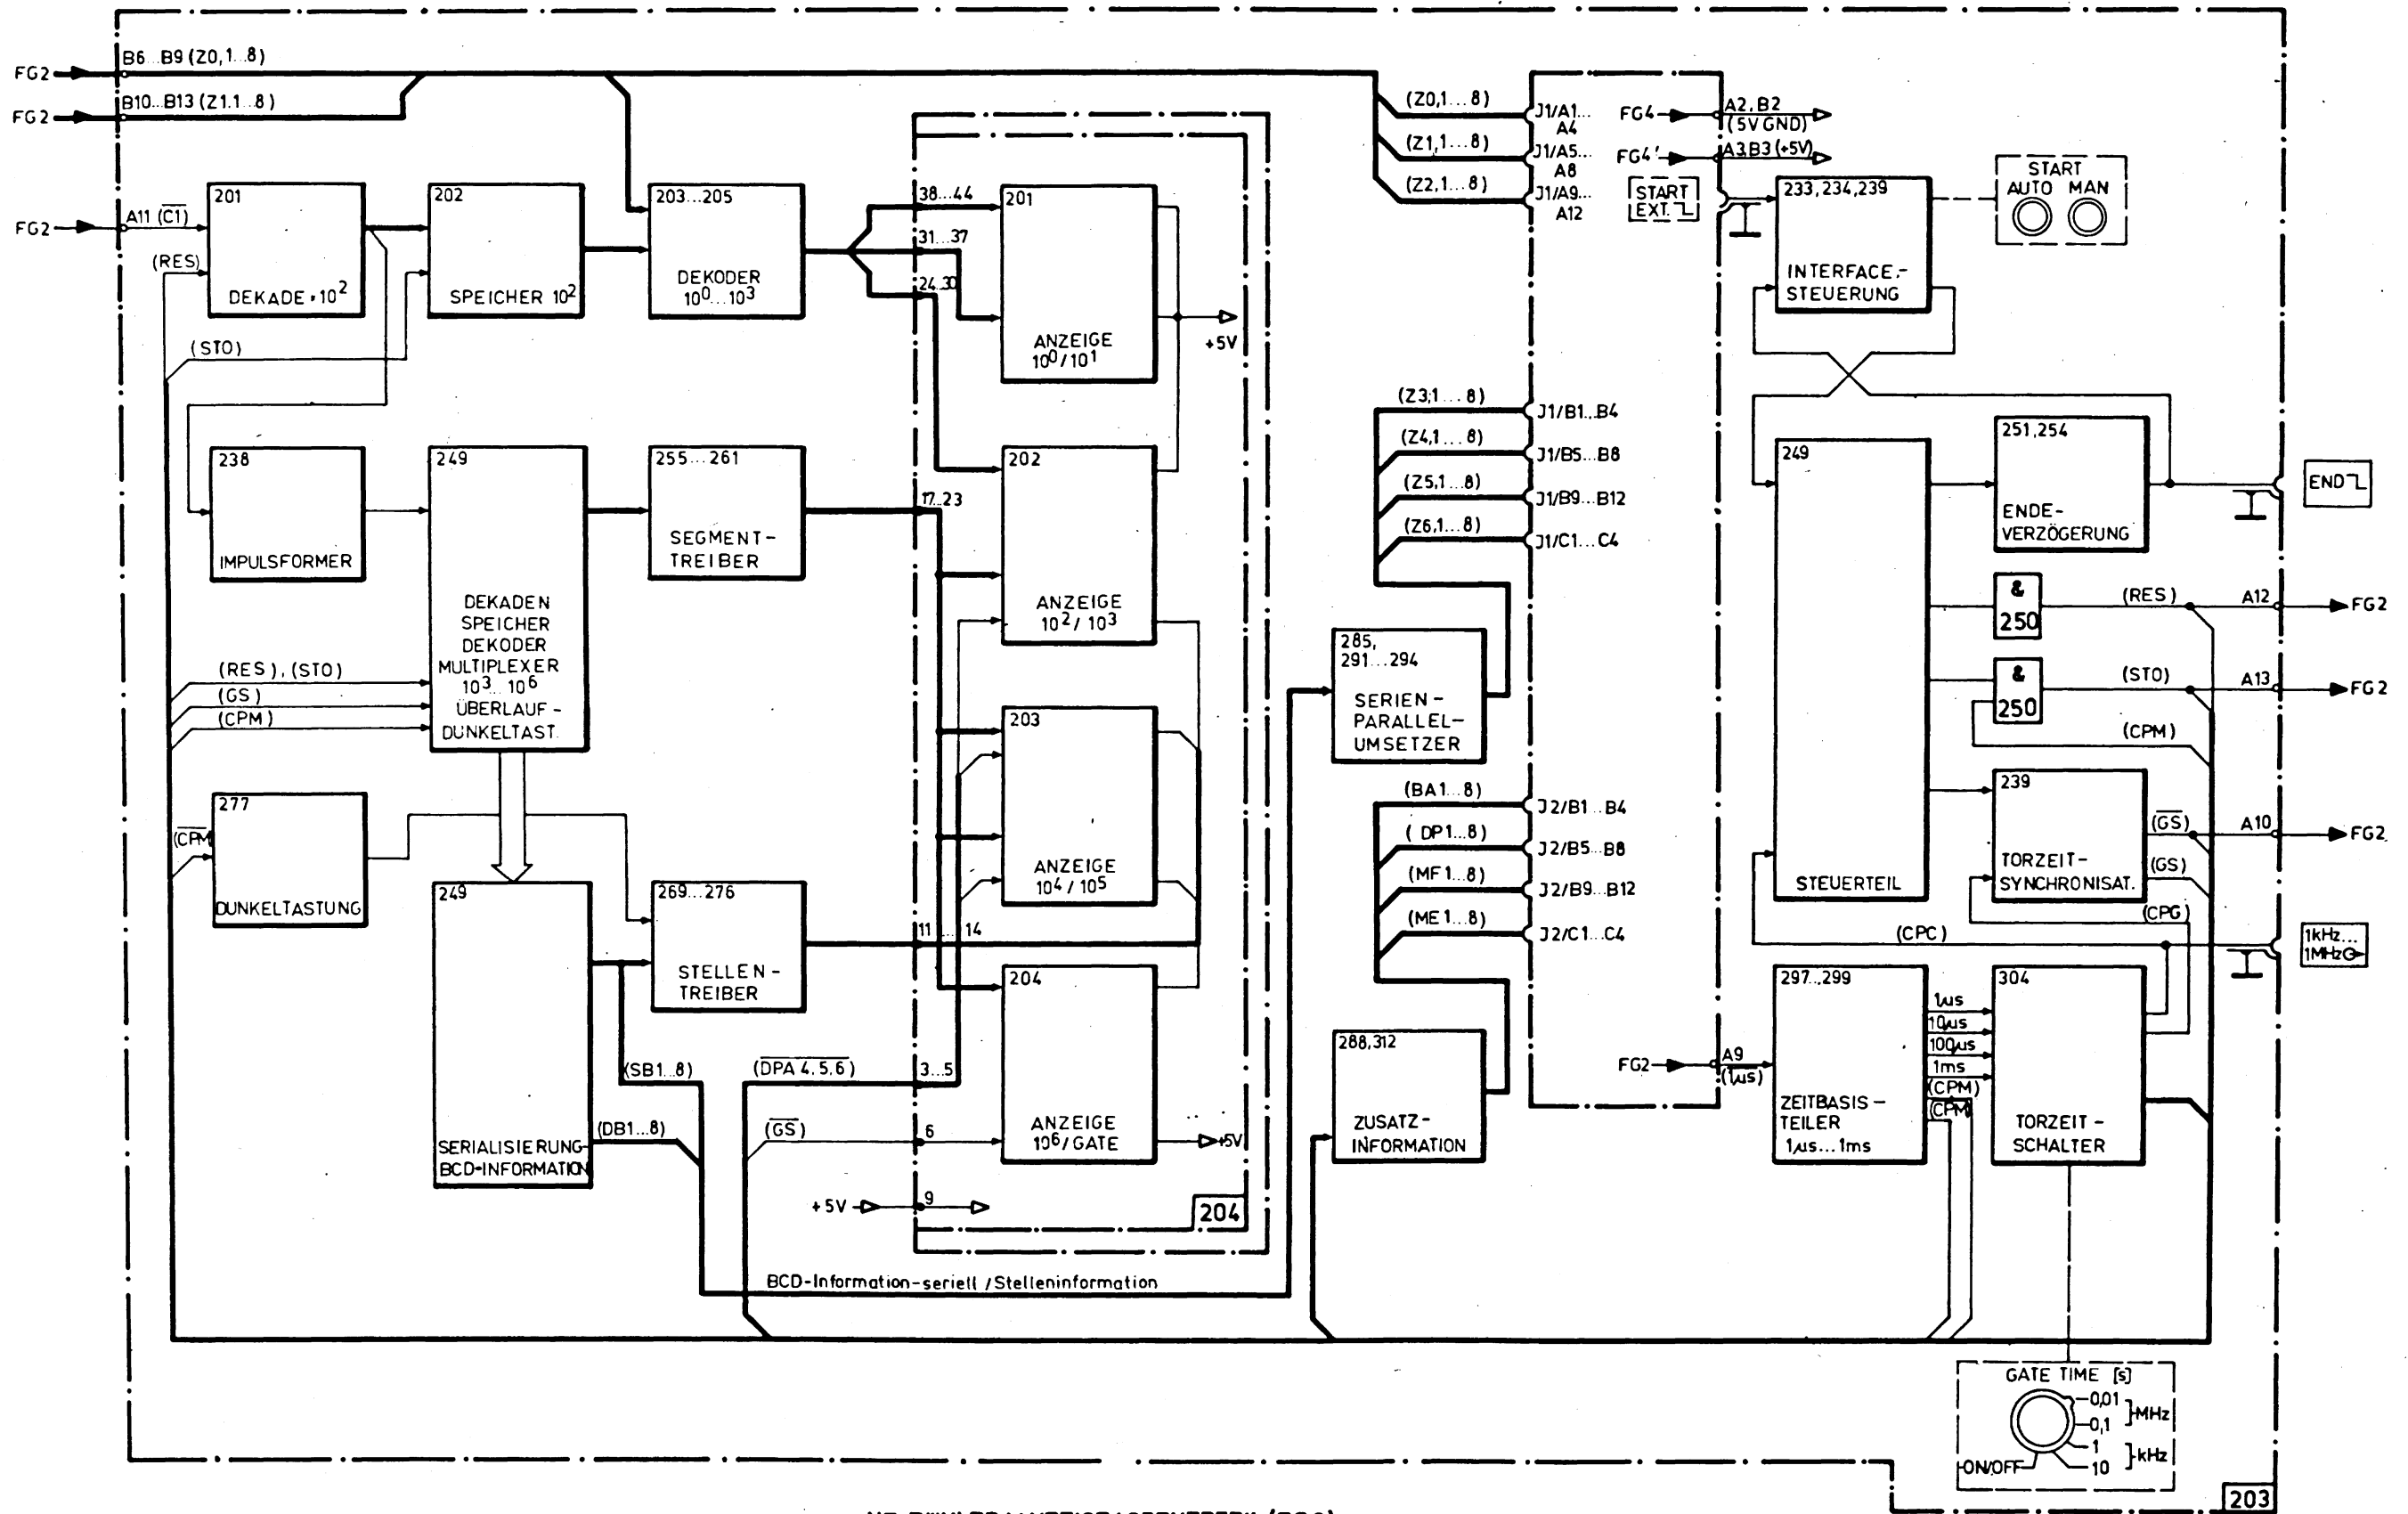 FG2
B6...B9 (Z0,1...8)
FG2
B10...B13 (Z1.1...8)
FG2
A11 (C1)
(RES)
201
DEKADE • 10²
202
SPEICHER 10²
203...205
DEKODER
10⁰...10³
(STO)
38...44
31...37
24...30
201
ANZEIGE
10⁰/10¹
+5V
(Z0,1...8)
J1/A1...
A4
(Z1,1...8)
J1/A5...
A8
(Z2,1...8)
J1/A9...
A12
FG4
A2,B2
(5V GND)
FG4
A3,B3 (+5V)
START
EXT.
233,234,239
INTERFACE-
STEUERUNG
START
AUTO MAN
238
IMPULSFORMER
249
DEKADEN
SPEICHER
DEKODER
MULTIPLEXER
10³...10⁶
ÜBERLAUF-
DUNKELTAST.
255...261
SEGMENT-
TREIBER
17...23
202
ANZEIGE
10²/10³
(RES),(STO)
(GS)
(CPM)
(Z3,1...8)
J1/B1...B4
(Z4,1...8)
J1/B5...B8
(Z5,1...8)
J1/B9...B12
(Z6,1...8)
J1/C1...C4
285,
291...294
SERIEN-
PARALLEL-
UMSETZER
249
STEUERTEIL
251,254
ENDE-
VERZÖGERUNG
END
&
250
(RES)
A12
FG2
&
250
(STO)
A13
FG2
(CPM)
239
TORZEIT-
SYNCHRONISAT.
(GS)
A10
FG2
(GS)
(CPG)
(CPC)
1kHz...
1MHz
277
DUNKELTASTUNG
(CPM
249
SERIALISIERUNG-
BCD-INFORMATION
269...276
STELLEN-
TREIBER
11...14
203
ANZEIGE
10⁴/10⁵
204
ANZEIGE
10⁶/GATE
+5V
(SB1...8)
(DB1...8)
(DPA 4.5.6)
3...5
(GS)
6
+5V
9
204
BCD-Information-seriell /Stelleninformation
(BA1...8)
J2/B1...B4
(DP1...8)
J2/B5...B8
(MF1...8)
J2/B9...B12
(ME1...8)
J2/C1...C4
288,312
ZUSATZ-
INFORMATION
FG2
A9
(1µs)
297...299
ZEITBASIS-
TEILER
1µs...1ms
1µs
10µs
100µs
1ms
(CPM)
(CPM)
304
TORZEIT-
SCHALTER
GATE TIME [s]
0,01
0,1
MHz
1
10
kHz
ON/OFF
203